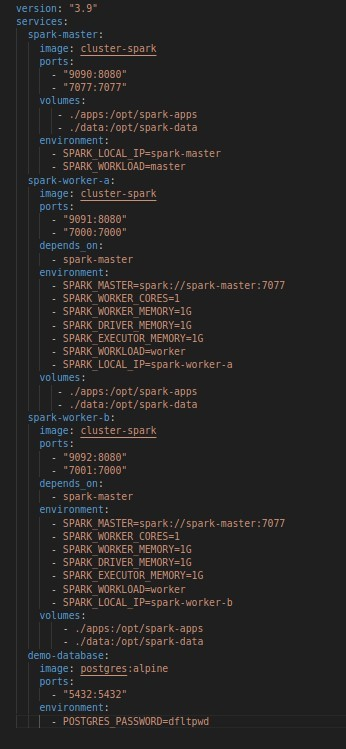 version: "3.9"
services:
  spark-master:
    image: cluster-spark
    ports:
      - "9090:8080"
      - "7077:7077"
    volumes:
       - ./apps:/opt/spark-apps
       - ./data:/opt/spark-data
    environment:
      - SPARK_LOCAL_IP=spark-master
      - SPARK_WORKLOAD=master
  spark-worker-a:
    image: cluster-spark
    ports:
      - "9091:8080"
      - "7000:7000"
    depends_on:
      - spark-master
    environment:
      - SPARK_MASTER=spark://spark-master:7077
      - SPARK_WORKER_CORES=1
      - SPARK_WORKER_MEMORY=1G
      - SPARK_DRIVER_MEMORY=1G
      - SPARK_EXECUTOR_MEMORY=1G
      - SPARK_WORKLOAD=worker
      - SPARK_LOCAL_IP=spark-worker-a
    volumes:
       - ./apps:/opt/spark-apps
       - ./data:/opt/spark-data
  spark-worker-b:
    image: cluster-spark
    ports:
      - "9092:8080"
      - "7001:7000"
    depends_on:
      - spark-master
    environment:
      - SPARK_MASTER=spark://spark-master:7077
      - SPARK_WORKER_CORES=1
      - SPARK_WORKER_MEMORY=1G
      - SPARK_DRIVER_MEMORY=1G
      - SPARK_EXECUTOR_MEMORY=1G
      - SPARK_WORKLOAD=worker
      - SPARK_LOCAL_IP=spark-worker-b
    volumes:
        - ./apps:/opt/spark-apps
        - ./data:/opt/spark-data
  demo-database:
    image: postgres:alpine
    ports:
      - "5432:5432"
    environment:
      - POSTGRES_PASSWORD=dfltpwd